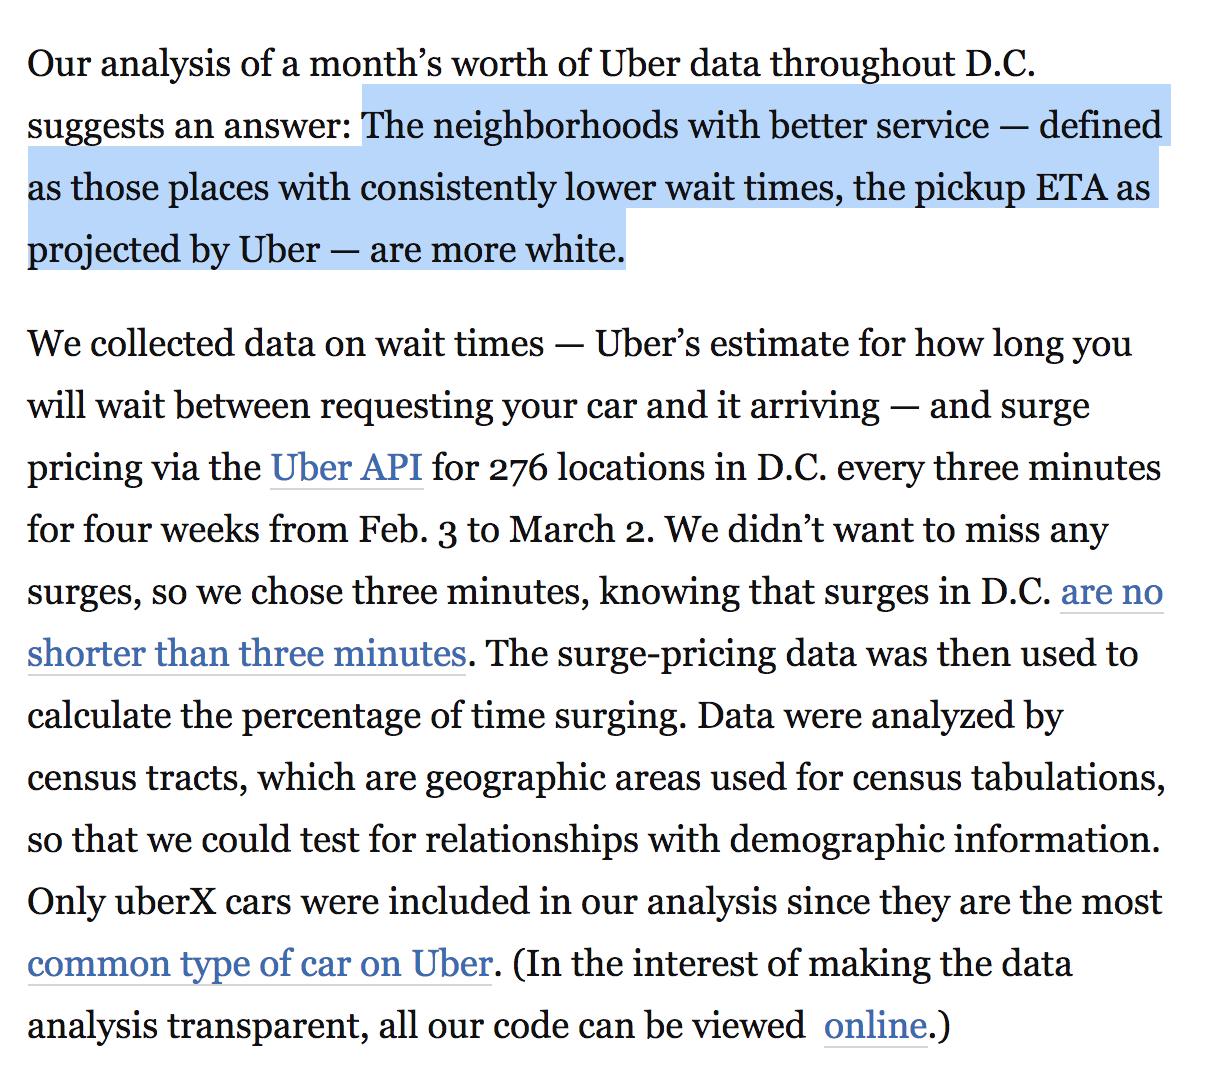 Our analysis of a month’s worth of Uber data throughout D.C.
suggests an answer: The neighborhoods with better service — defined
as those places with consistently lower wait times, the pickup ETA as
projected by Uber — are more white.
We collected data on wait times — Uber’s estimate for how long you
will wait between requesting your car and it arriving — and surge
pricing via the Uber API for 276 locations in D.C. every three minutes
for four weeks from Feb. 3 to March 2. We didn’t want to miss any
surges, so we chose three minutes, knowing that surges in D.C. are no
shorter than three minutes. The surge-pricing data was then used to
calculate the percentage of time surging. Data were analyzed by
census tracts, which are geographic areas used for census tabulations,
so that we could test for relationships with demographic information.
Only uberX cars were included in our analysis since they are the most
common type of car on Uber. (In the interest of making the data
analysis transparent, all our code can be viewed online.)